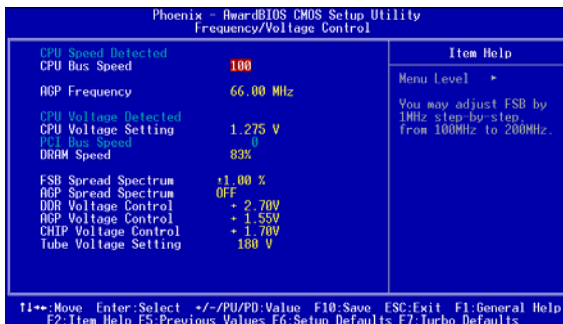 Phoenix - AwardBIOS CMOS Setup Utility
Frequency/Voltage Control
CPU Speed Detected
CPU Bus Speed 100
AGP Frequency 66.00 MHz
CPU Voltage Detected
CPU Voltage Setting 1.275 V
PCI Bus Speed 0
DRAM Speed 83%
FSB Spread Spectrum ±1.00 %
AGP Spread Spectrum OFF
DDR Voltage Control + 2.70V
AGP Voltage Control + 1.55V
CHIP Voltage Control + 1.70V
Tube Voltage Setting 180 V
Item Help
Menu Level ►
You may adjust FSB by
1MHz step-by-step,
from 100MHz to 200MHz.
↑↓→←:Move Enter:Select +/-/PU/PD:Value F10:Save ESC:Exit F1:General Help
F2:Item Help F5:Previous Values F6:Setup Defaults F7:Turbo Defaults